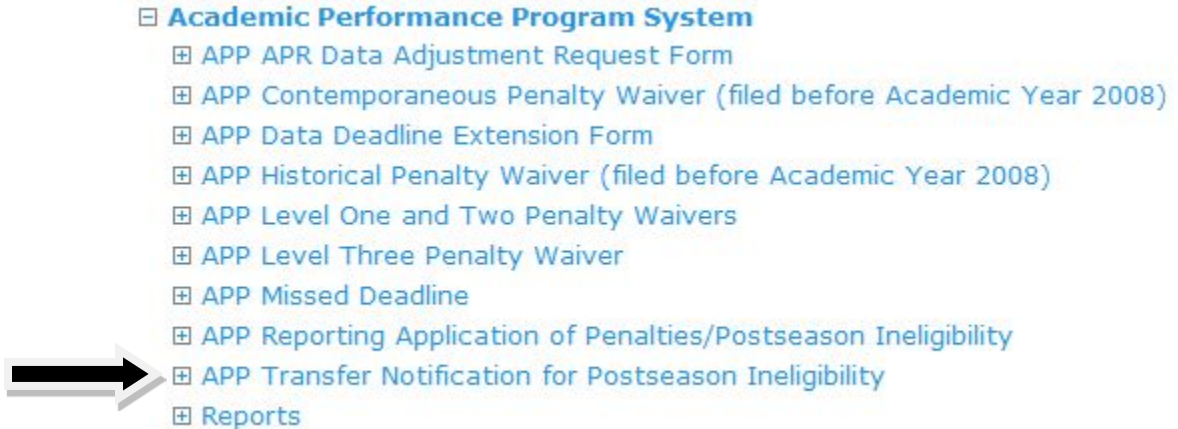 Academic Performance Program System
APP APR Data Adjustment Request Form
APP Contemporaneous Penalty Waiver (filed before Academic Year 2008)
APP Data Deadline Extension Form
APP Historical Penalty Waiver (filed before Academic Year 2008)
APP Level One and Two Penalty Waivers
APP Level Three Penalty Waiver
APP Missed Deadline
APP Reporting Application of Penalties/Postseason Ineligibility
APP Transfer Notification for Postseason Ineligibility
Reports